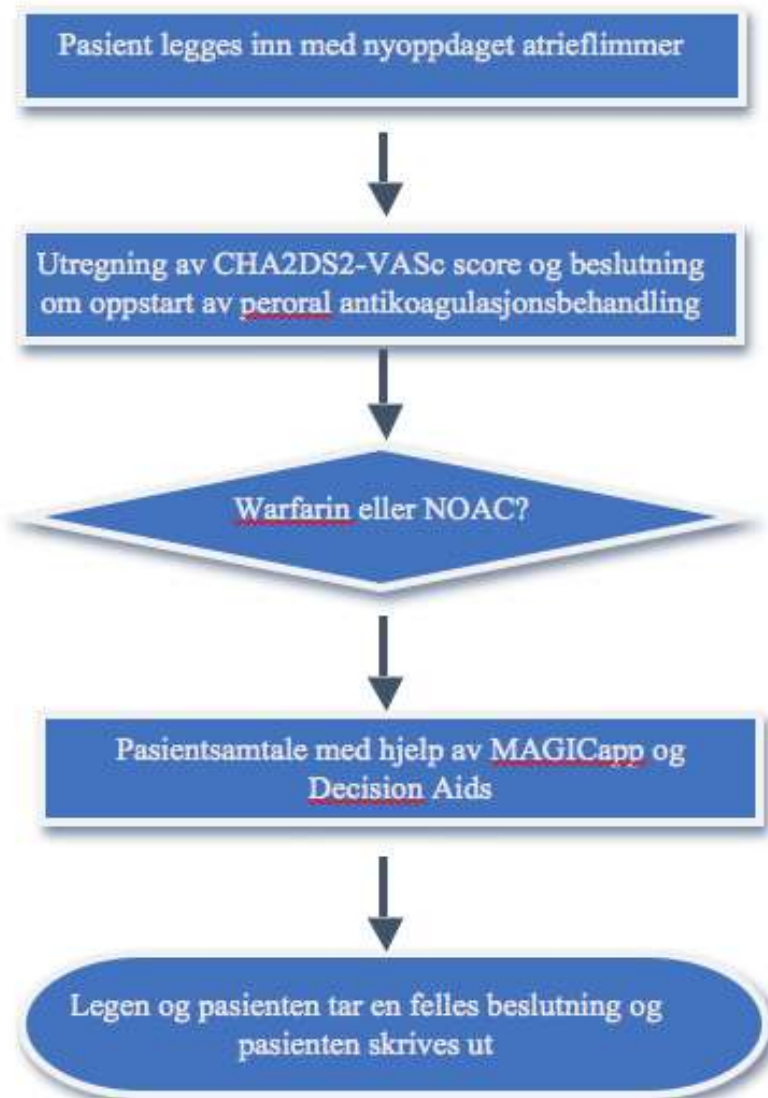 Pasient legges inn med nyoppdaget atrieflimmer
Utregning av CHA2DS2-VASc score og beslutning
om oppstart av peroral antikoagulasjonsbehandling
Warfarin eller NOAC?
Pasientsamtale med hjelp av MAGICapp og
Decision Aids
Legen og pasienten tar en felles beslutning og
pasienten skrives ut